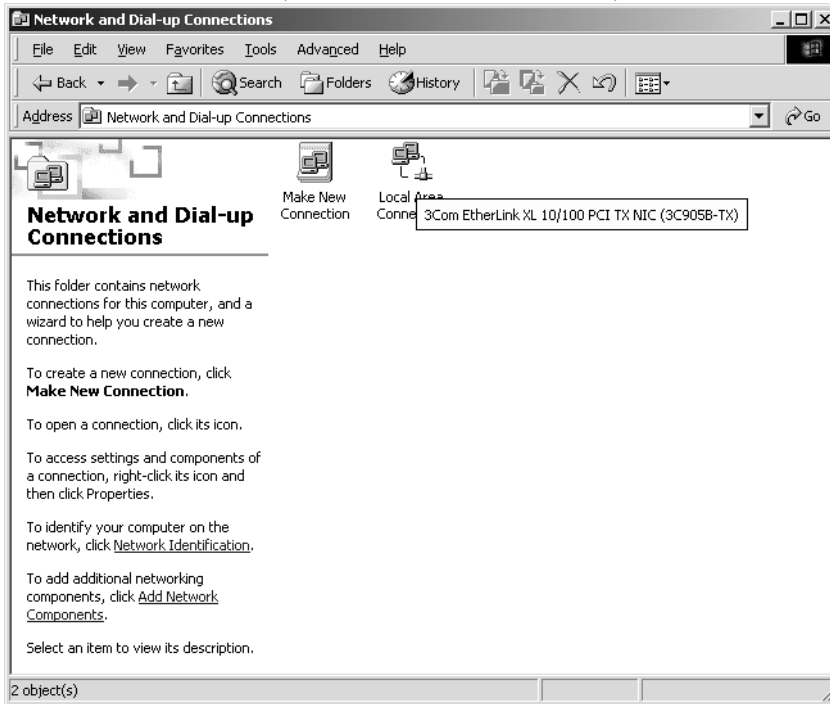 Network and Dial-up Connections
File Edit View Favorites Tools Advanced Help
Back Search Folders History
Address Network and Dial-up Connections Go
Network and Dial-up
Connections
This folder contains network
connections for this computer, and a
wizard to help you create a new
connection.
To create a new connection, click
Make New Connection.
To open a connection, click its icon.
To access settings and components of
a connection, right-click its icon and
then click Properties.
To identify your computer on the
network, click Network Identification.
To add additional networking
components, click Add Network
Components.
Select an item to view its description.
Make New
Connection
Local Area
Conne
3Com EtherLink XL 10/100 PCI TX NIC (3C905B-TX)
2 object(s)